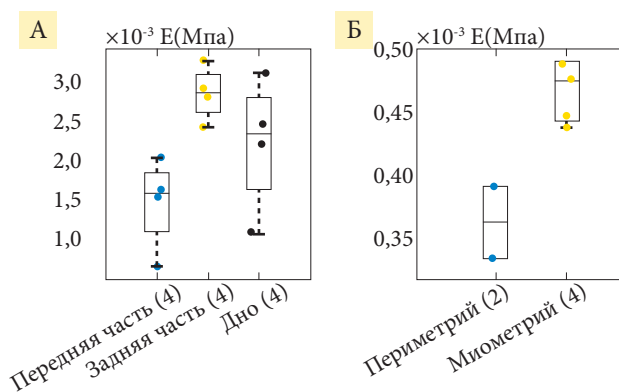 А
×10⁻³ Е(Мпа)
3,0
2,5
2,0
1,5
1,0
Передняя часть (4)
Задняя часть (4)
Дно (4)
Б
×10⁻³ Е(Мпа)
0,50
0,45
0,40
0,35
Периметрий (2)
Миометрий (4)